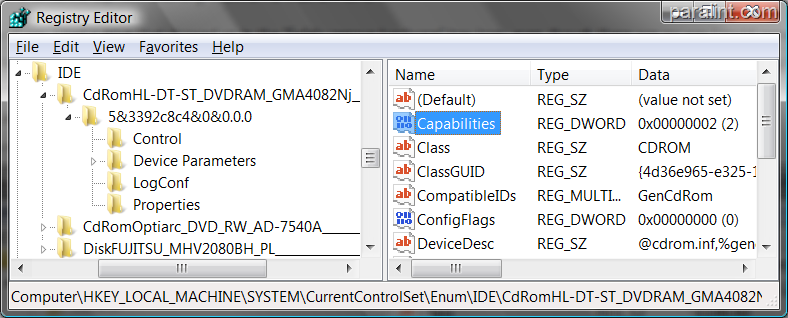 paralint.com
Registry Editor
File Edit View Favorites Help
IDE
CdRomHL-DT-ST_DVDRAM_GMA4082Nj_
5&3392c8c4&0&0.0.0
Control
Device Parameters
LogConf
Properties
CdRomOptiarc_DVD_RW_AD-7540A________
DiskFUJITSU_MHV2080BH_PL____________
Name Type Data
(Default) REG_SZ (value not set)
Capabilities REG_DWORD 0x00000002 (2)
Class REG_SZ CDROM
ClassGUID REG_SZ {4d36e965-e325-1
CompatibleIDs REG_MULTI... GenCdRom
ConfigFlags REG_DWORD 0x00000000 (0)
DeviceDesc REG_SZ @cdrom.inf,%gen
Computer\HKEY_LOCAL_MACHINE\SYSTEM\CurrentControlSet\Enum\IDE\CdRomHL-DT-ST_DVDRAM_GMA4082N